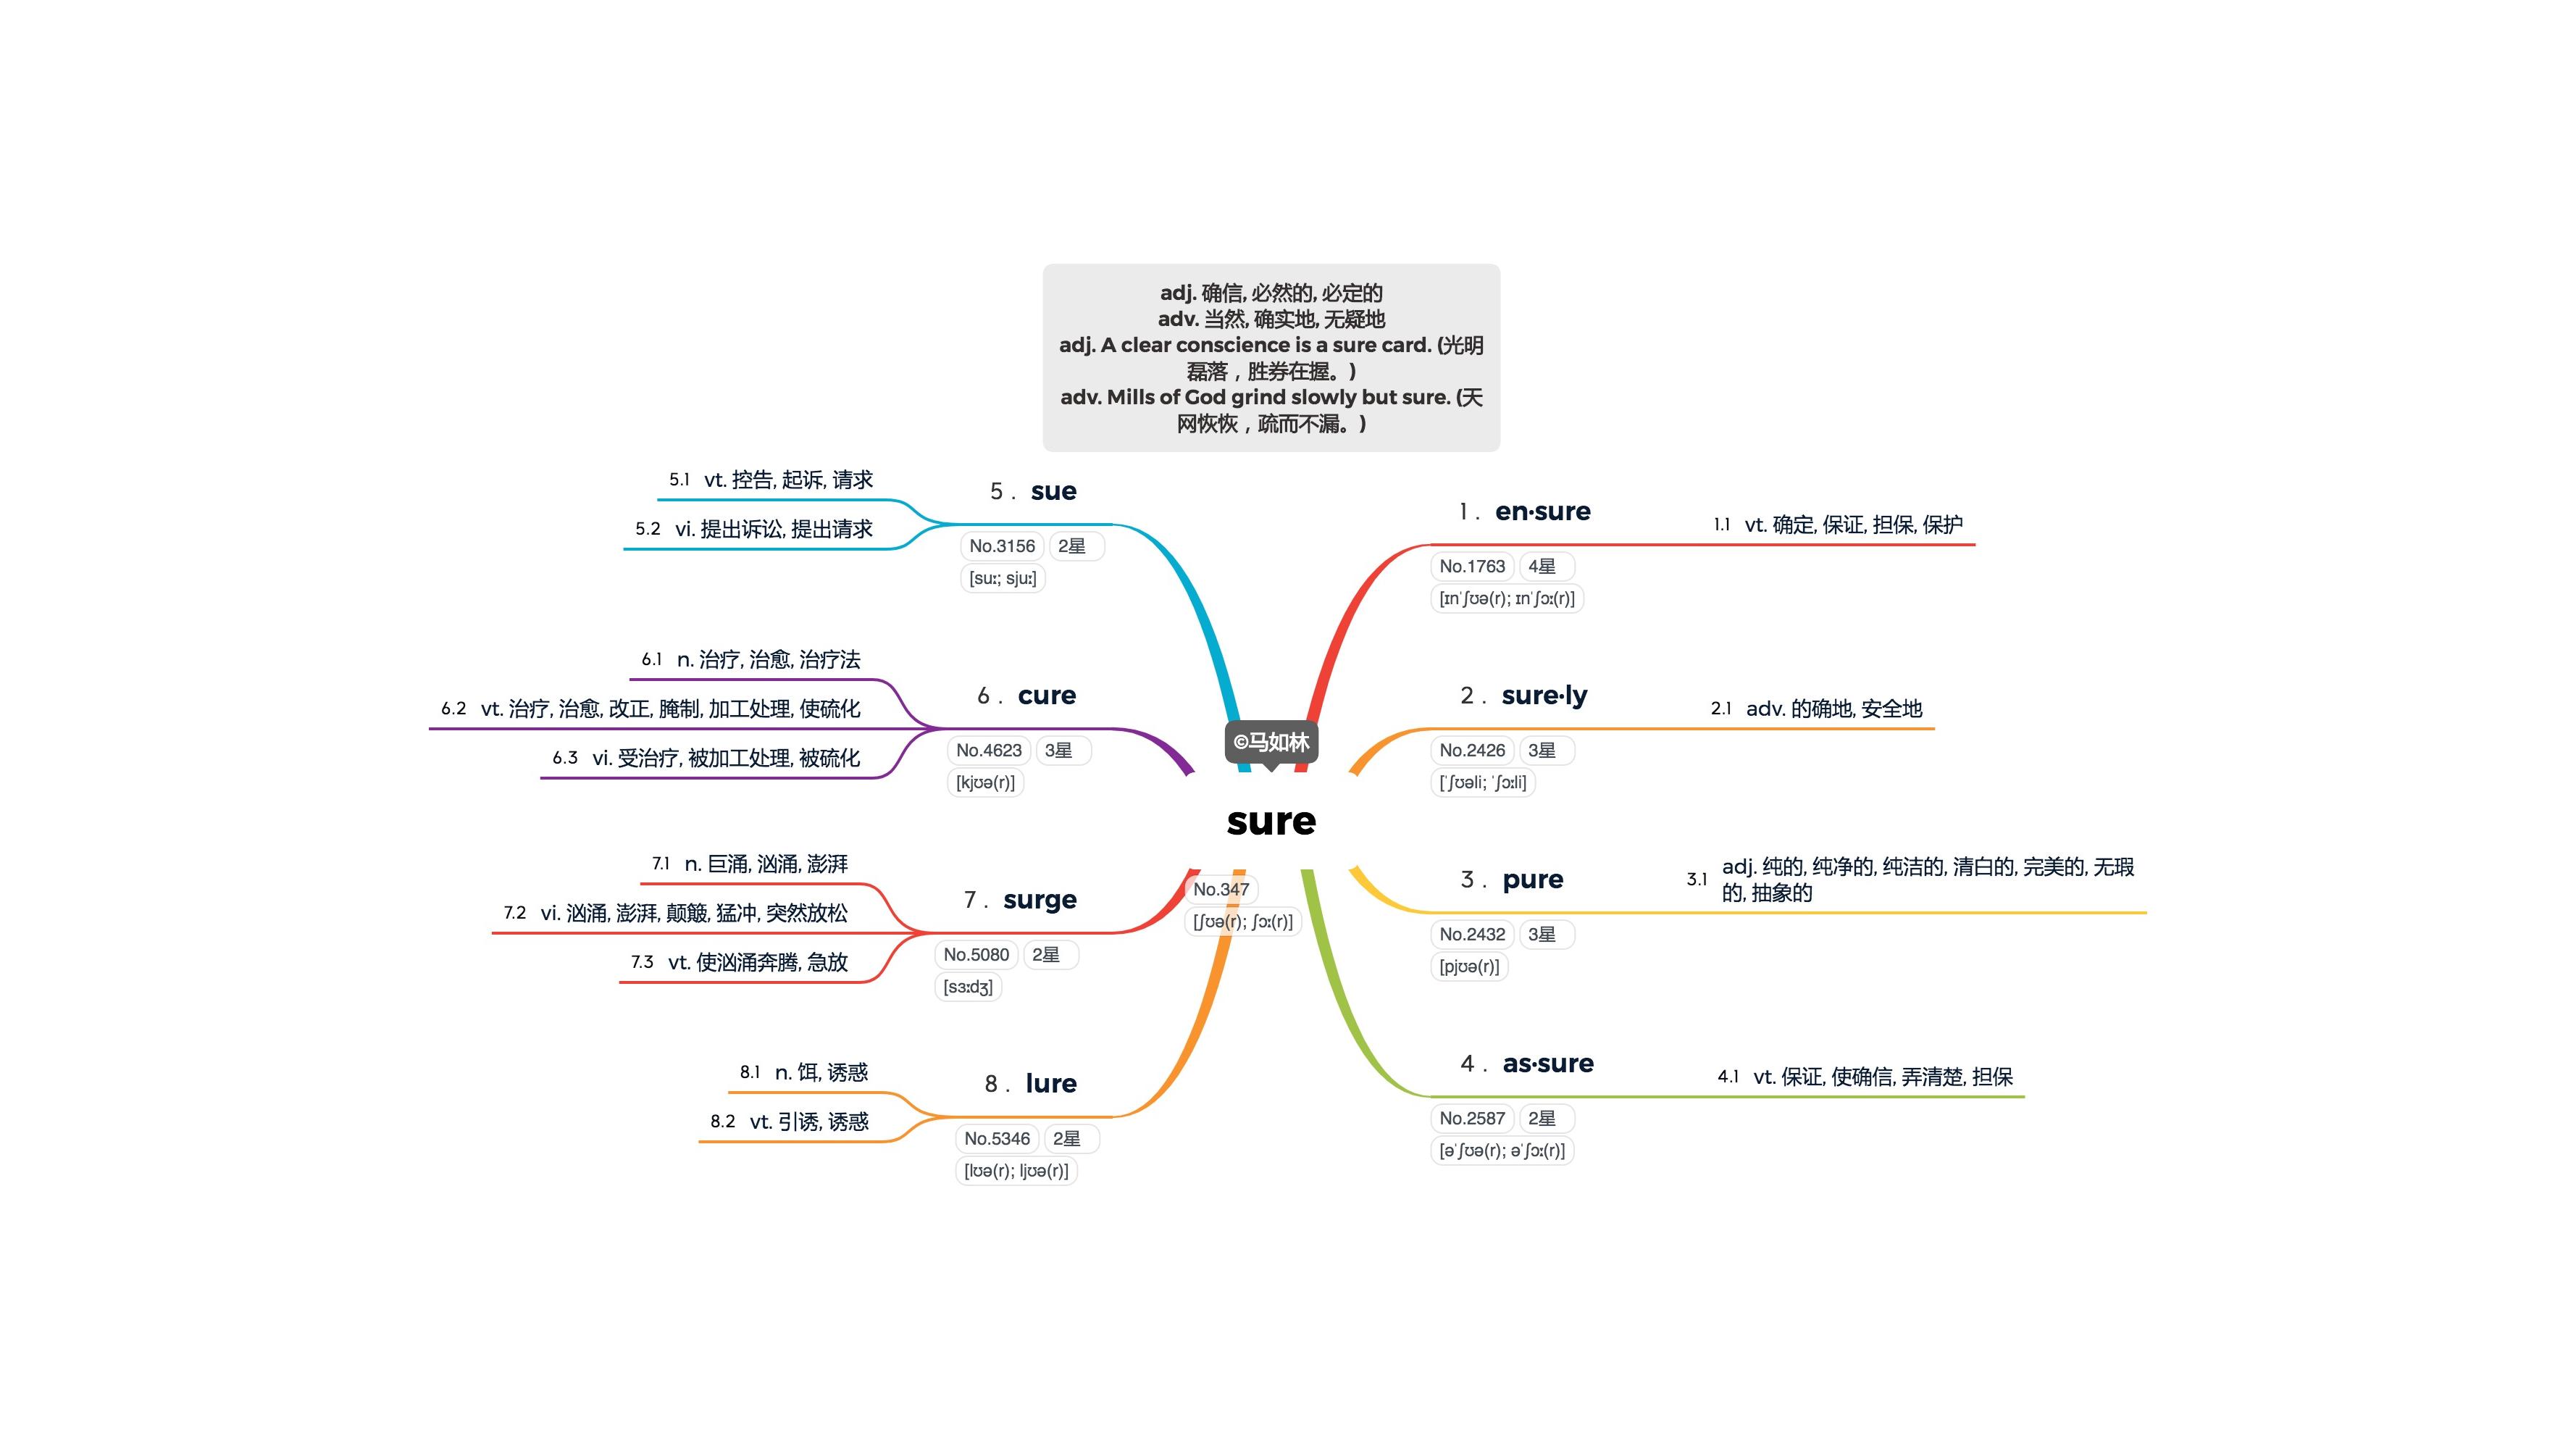 adj. 确信, 必然的, 必定的
adv. 当然, 确实地, 无疑地
adj. A clear conscience is a sure card. (光明
磊落，胜券在握。)
adv. Mills of God grind slowly but sure. (天
网恢恢，疏而不漏。)
©马如林
sure
No.347
[ʃʊə(r); ʃɔː(r)]
1 . en·sure
No.1763 4星
[ɪnˈʃʊə(r); ɪnˈʃɔː(r)]
1.1 vt. 确定, 保证, 担保, 保护
2 . sure·ly
No.2426 3星
[ˈʃʊəli; ˈʃɔːli]
2.1 adv. 的确地, 安全地
3 . pure
No.2432 3星
[pjʊə(r)]
3.1 adj. 纯的, 纯净的, 纯洁的, 清白的, 完美的, 无瑕
的, 抽象的
4 . as·sure
No.2587 2星
[əˈʃʊə(r); əˈʃɔː(r)]
4.1 vt. 保证, 使确信, 弄清楚, 担保
5 . sue
No.3156 2星
[suː; sjuː]
5.1 vt. 控告, 起诉, 请求
5.2 vi. 提出诉讼, 提出请求
6 . cure
No.4623 3星
[kjʊə(r)]
6.1 n. 治疗, 治愈, 治疗法
6.2 vt. 治疗, 治愈, 改正, 腌制, 加工处理, 使硫化
6.3 vi. 受治疗, 被加工处理, 被硫化
7 . surge
No.5080 2星
[sɜːdʒ]
7.1 n. 巨涌, 汹涌, 澎湃
7.2 vi. 汹涌, 澎湃, 颠簸, 猛冲, 突然放松
7.3 vt. 使汹涌奔腾, 急放
8 . lure
No.5346 2星
[lʊə(r); ljʊə(r)]
8.1 n. 饵, 诱惑
8.2 vt. 引诱, 诱惑